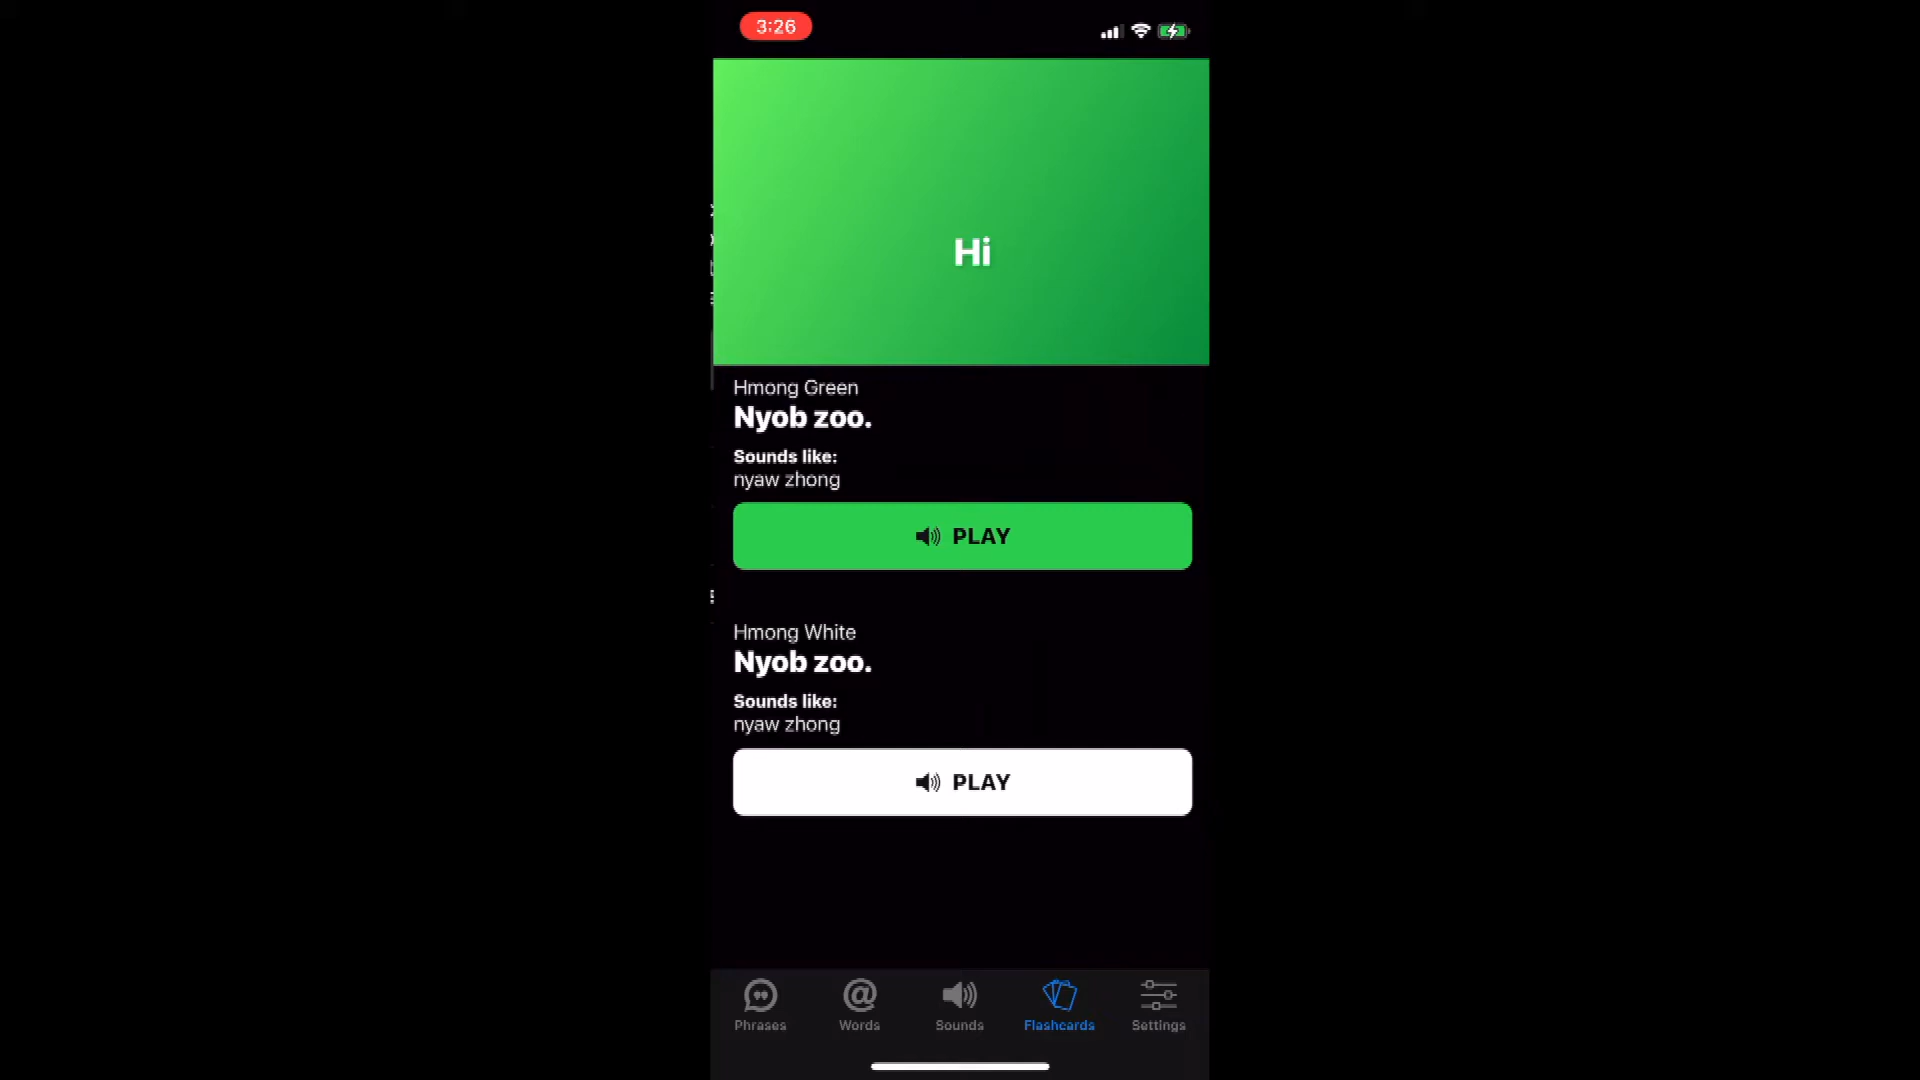 3:26
Hi
Hmong Green
Nyob zoo.
Sounds like:
nyaw zhong
PLAY
Hmong White
Nyob zoo.
Sounds like:
nyaw zhong
PLAY
Phrases
Words
Sounds
Flashcards
Settings